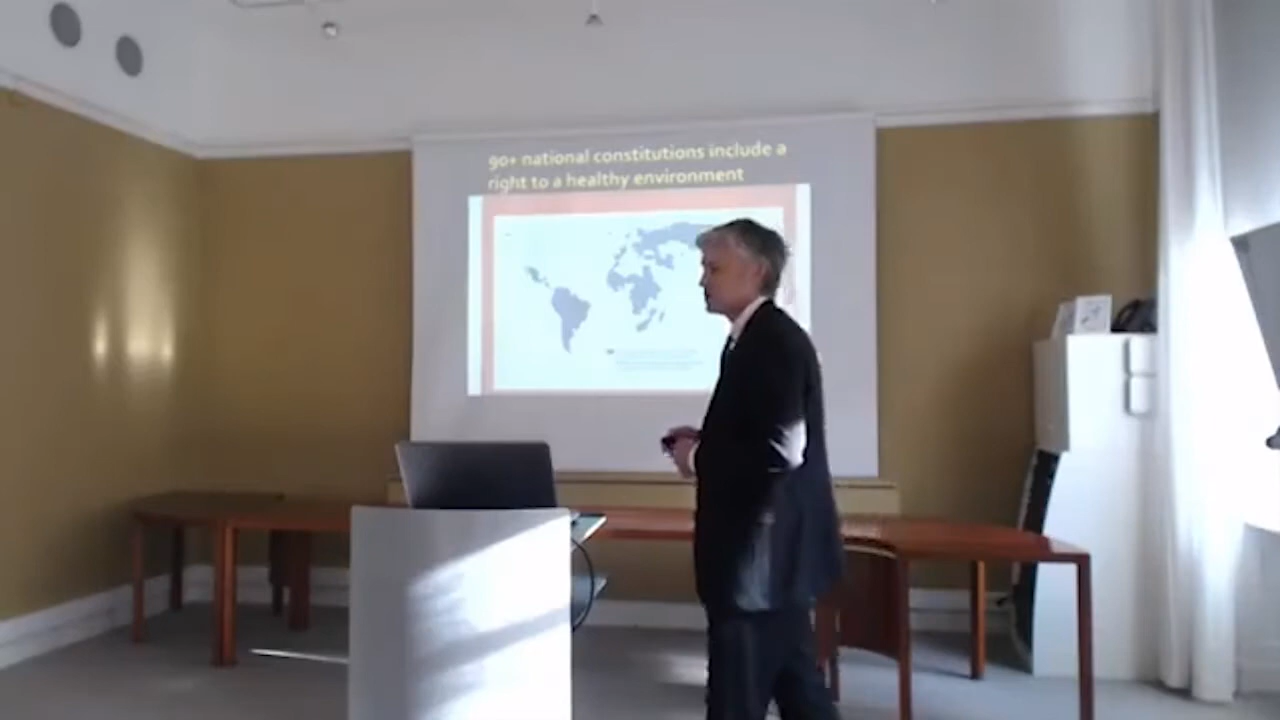 90+ national constitutions include a
right to a healthy environment